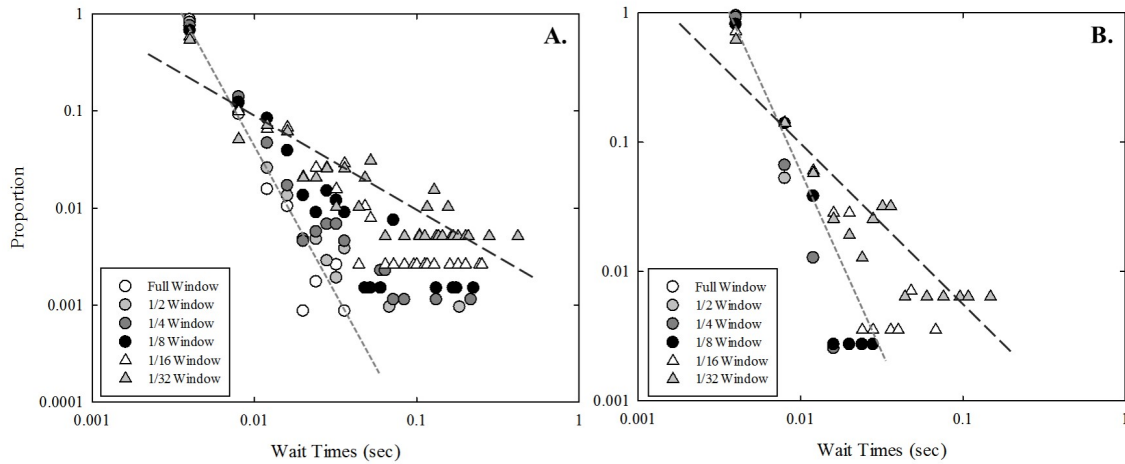 A.
1
0.1
0.01
0.001
0.0001
Proportion
Full Window
1/2 Window
1/4 Window
1/8 Window
1/16 Window
1/32 Window
0.001
0.01
0.1
1
Wait Times (sec)
B.
1
0.1
0.01
0.001
Full Window
1/2 Window
1/4 Window
1/8 Window
1/16 Window
1/32 Window
0.001
0.01
0.1
1
Wait Times (sec)